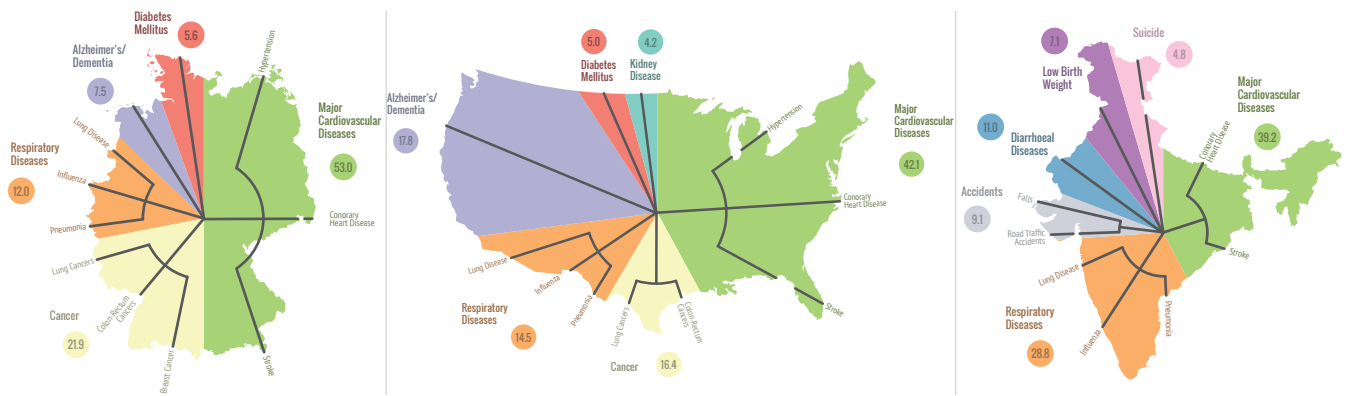 Diabetes
Mellitus
5.6
Alzheimer's/
Dementia
7.5
Hypertension
Major
Cardiovascular
Diseases
53.0
Lung Disease
Respiratory
Diseases
12.0
Influenza
Pneumonia
Conorary
Heart Disease
Lung Cancers
Colon-Rectum
Cancers
Cancer
21.9
Breast Cancer
Stroke
Alzheimer's/
Dementia
17.8
5.0
Diabetes
Mellitus
4.2
Kidney
Disease
Hypertension
Major
Cardiovascular
Diseases
42.1
Conorary
Heart Disease
Lung Disease
Influenza
Pneumonia
Respiratory
Diseases
14.5
Lung Cancers
Colon-Rectum
Cancers
Cancer
16.4
Stroke
7.1
Low Birth
Weight
Suicide
4.8
Major
Cardiovascular
Diseases
39.2
11.0
Diarrhoeal
Diseases
Conorary
Heart Disease
Accidents
9.1
Falls
Road Traffic
Accidents
Stroke
Lung Disease
Respiratory
Diseases
28.8
Influenza
Pneumonia